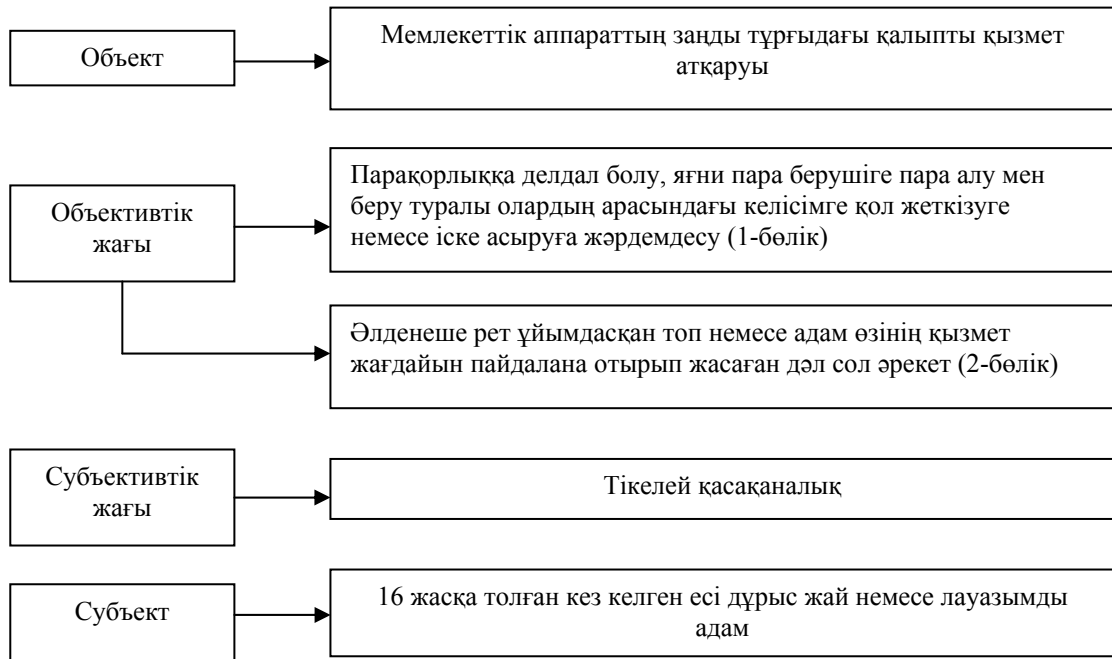 Объект
Мемлекеттік аппараттың заңды тұрғыдағы қалыпты қызмет
атқаруы
Объективтік
жағы
Парақорлыққа делдал болу, яғни пара берушіге пара алу мен
беру туралы олардың арасындағы келісімге қол жеткізуге
немесе іске асыруға жәрдемдесу (1-бөлік)
Әлденеше рет ұйымдасқан топ немесе адам өзінің қызмет
жағдайын пайдалана отырып жасаған дәл сол әрекет (2-бөлік)
Субъективтік
жағы
Тікелей қасақаналық
Субъект
16 жасқа толған кез келген есі дұрыс жай немесе лауазымды
адам